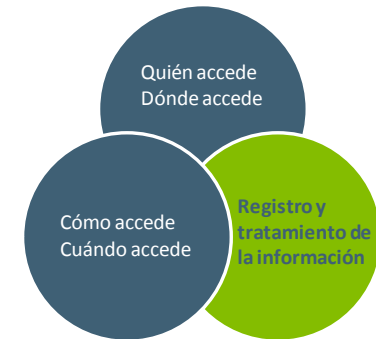 Quién accede
Dónde accede
Cómo accede
Cuándo accede
Registro y
tratamiento de
la información